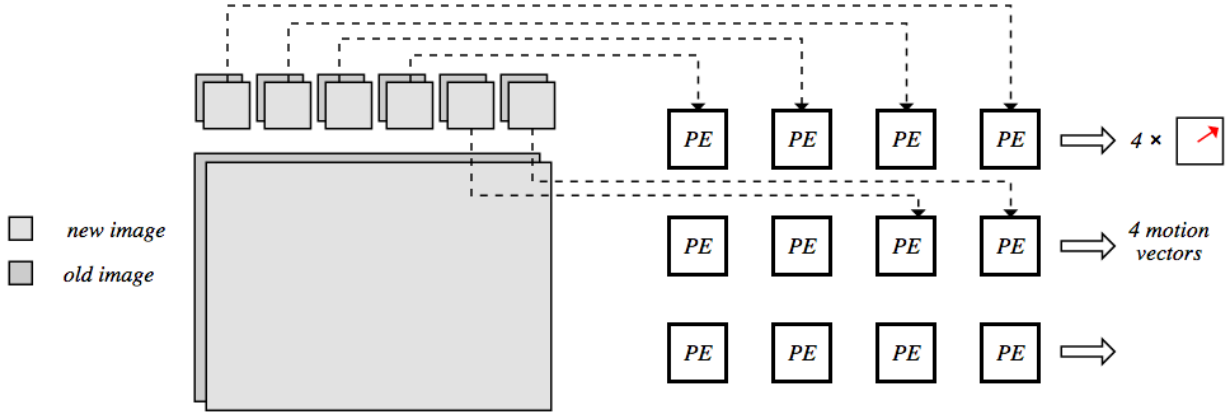 PE PE PE PE 4 ×
new image
old image
PE PE PE PE 4 motion
vectors
PE PE PE PE